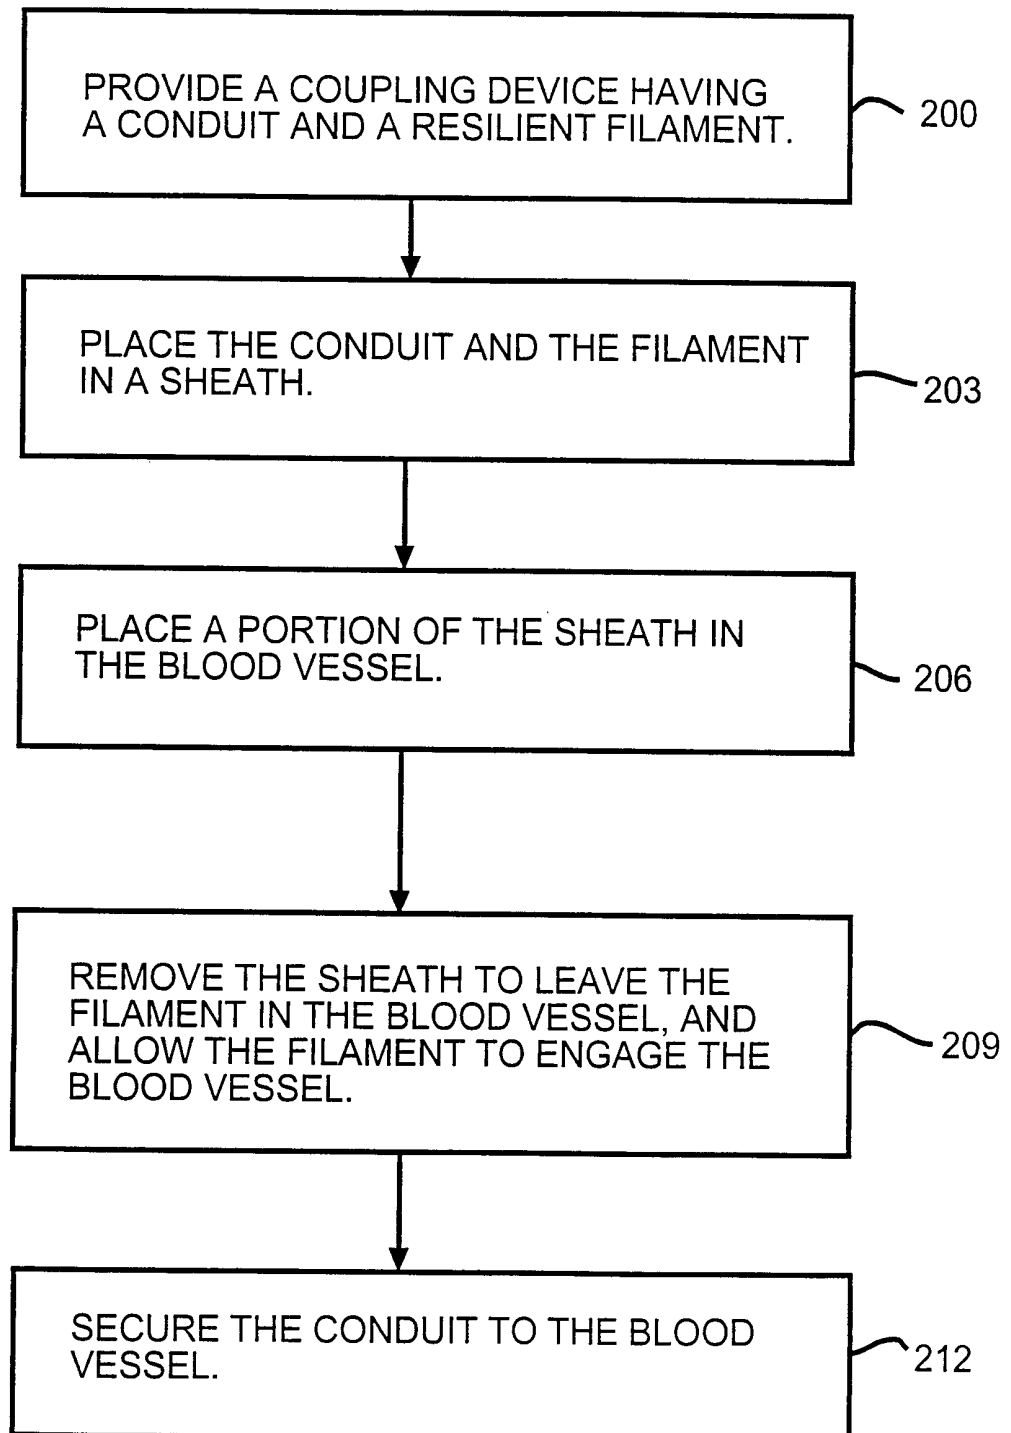 PROVIDE A COUPLING DEVICE HAVING
A CONDUIT AND A RESILIENT FILAMENT.
200
PLACE THE CONDUIT AND THE FILAMENT
IN A SHEATH.
203
PLACE A PORTION OF THE SHEATH IN
THE BLOOD VESSEL.
206
REMOVE THE SHEATH TO LEAVE THE
FILAMENT IN THE BLOOD VESSEL, AND
ALLOW THE FILAMENT TO ENGAGE THE
BLOOD VESSEL.
209
SECURE THE CONDUIT TO THE BLOOD
VESSEL.
212